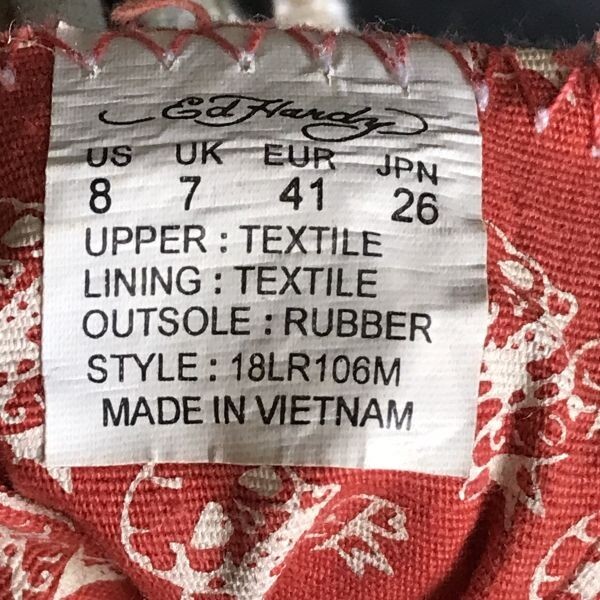 Ed Hardy
US UK EUR JPN
8 7 41 26
UPPER : TEXTILE
LINING : TEXTILE
OUTSOLE : RUBBER
STYLE : 18LR106M
MADE IN VIETNAM